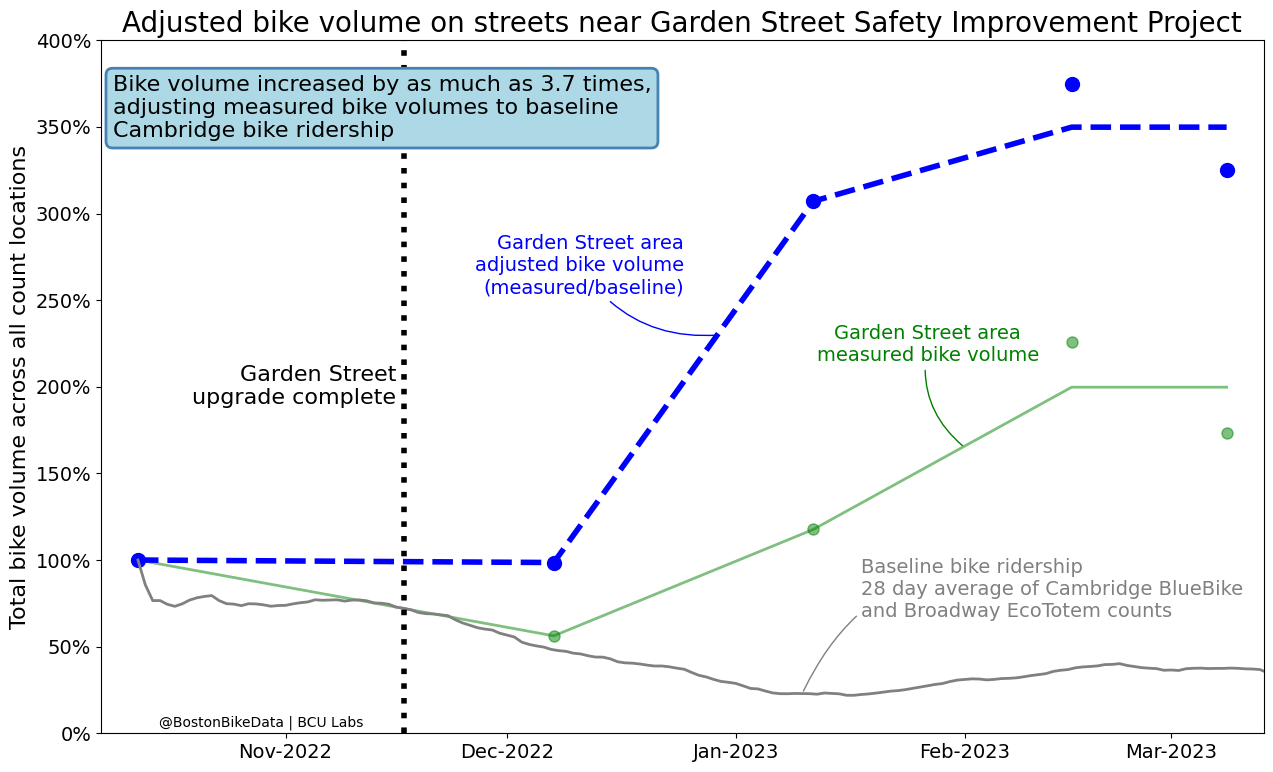 Adjusted bike volume on streets near Garden Street Safety Improvement Project
Total bike volume across all count locations
400%
350%
300%
250%
200%
150%
100%
50%
0%
Bike volume increased by as much as 3.7 times,
adjusting measured bike volumes to baseline
Cambridge bike ridership
Garden Street area
adjusted bike volume
(measured/baseline)
Garden Street area
measured bike volume
Garden Street
upgrade complete
Baseline bike ridership
28 day average of Cambridge BlueBike
and Broadway EcoTotem counts
@BostonBikeData | BCU Labs
Nov-2022
Dec-2022
Jan-2023
Feb-2023
Mar-2023